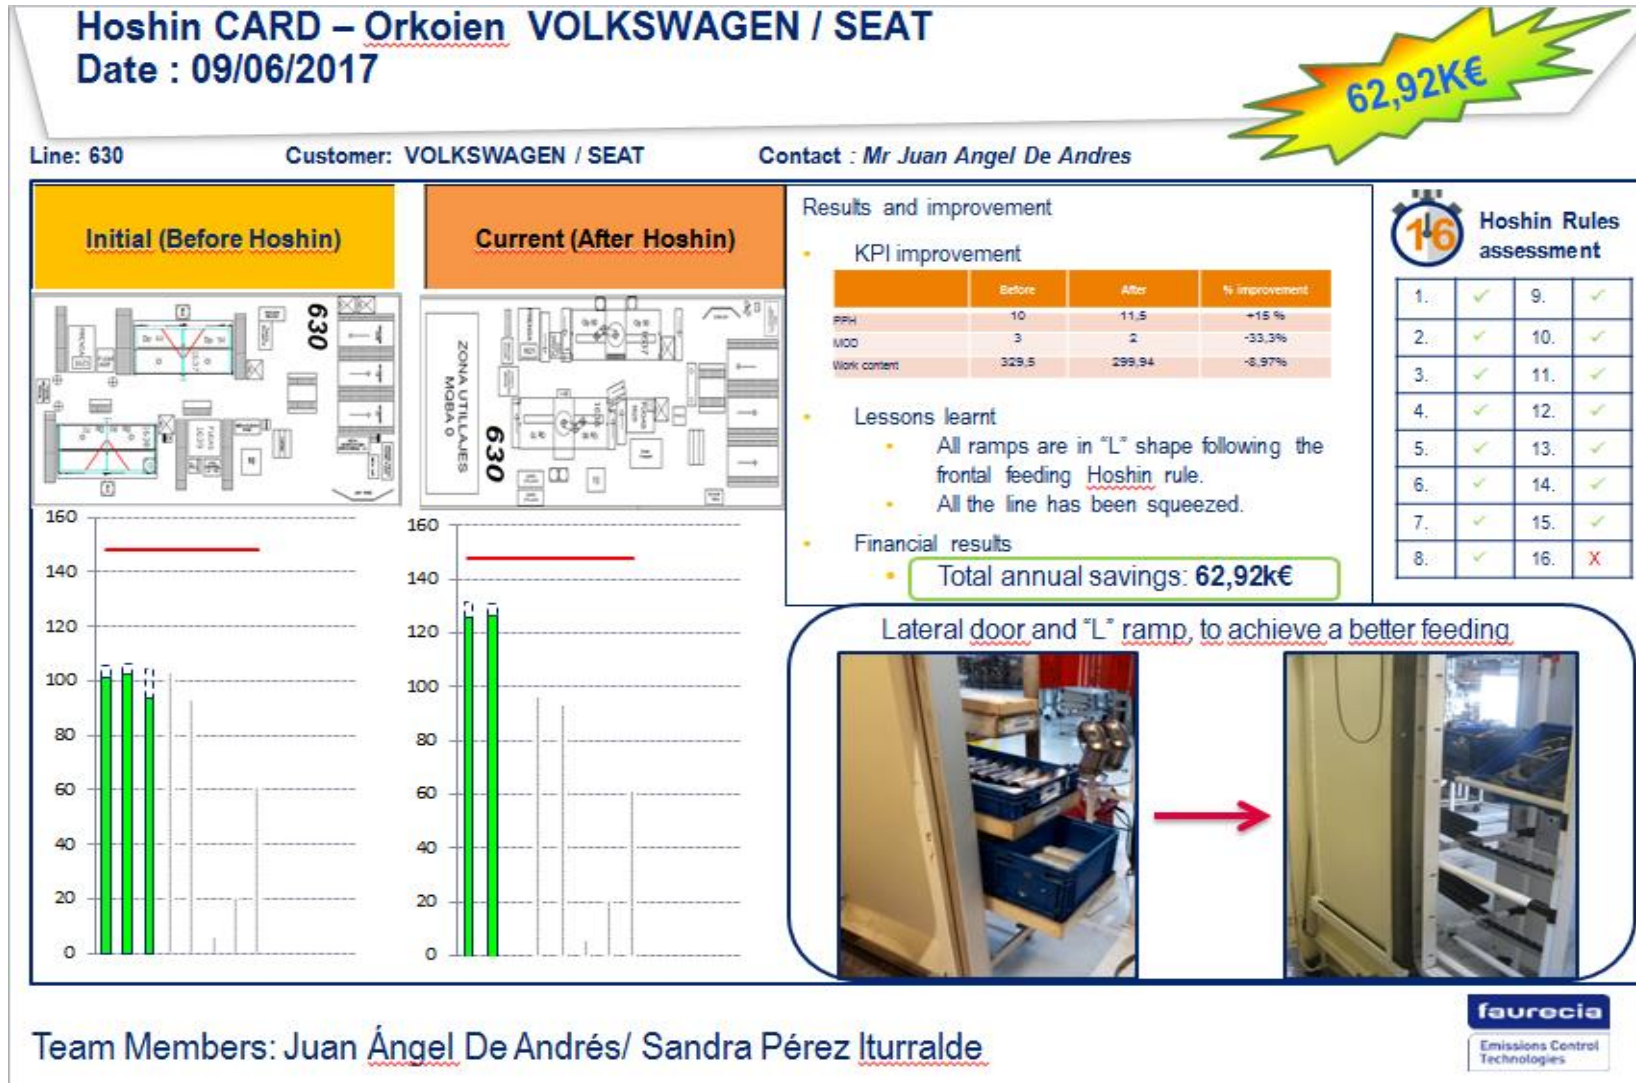 Hoshin CARD – Orkoien VOLKSWAGEN / SEAT
Date : 09/06/2017
62,92K€
Line: 630
Customer: VOLKSWAGEN / SEAT
Contact : Mr Juan Angel De Andres
Initial (Before Hoshin)
Current (After Hoshin)
630
ZONA UTILLAJES
MQBA 0
630
160
140
120
100
80
60
40
20
0
160
140
120
100
80
60
40
20
0
Results and improvement
KPI improvement
Before After % improvement
PPH 10 11,5 +15 %
MOD 3 2 -33,3%
Work content 329,5 299,94 -8,97%
Lessons learnt
All ramps are in "L" shape following the
frontal feeding Hoshin rule.
All the line has been squeezed.
Financial results
Total annual savings: 62,92k€
16
Hoshin Rules
assessment
1. ✓ 9. ✓
2. ✓ 10. ✓
3. ✓ 11. ✓
4. ✓ 12. ✓
5. ✓ 13. ✓
6. ✓ 14. ✓
7. ✓ 15. ✓
8. ✓ 16. X
Lateral door and "L" ramp, to achieve a better feeding
Team Members: Juan Ángel De Andrés/ Sandra Pérez Iturralde
faurecia
Emissions Control
Technologies